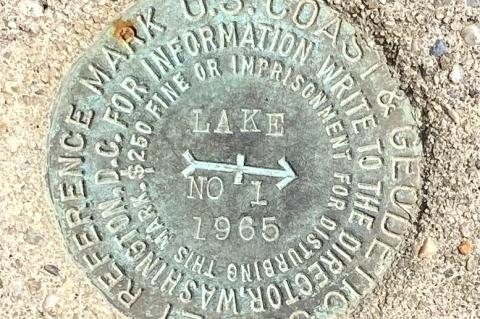 U.S. COAST & GEODETIC
REFERENCE MARK
FOR INFORMATION WRITE TO THE DIRECTOR, WASHINGTON, D.C.
$250 FINE OR IMPRISONMENT FOR DISTURBING THIS MARK.
LAKE
NO 1
1965